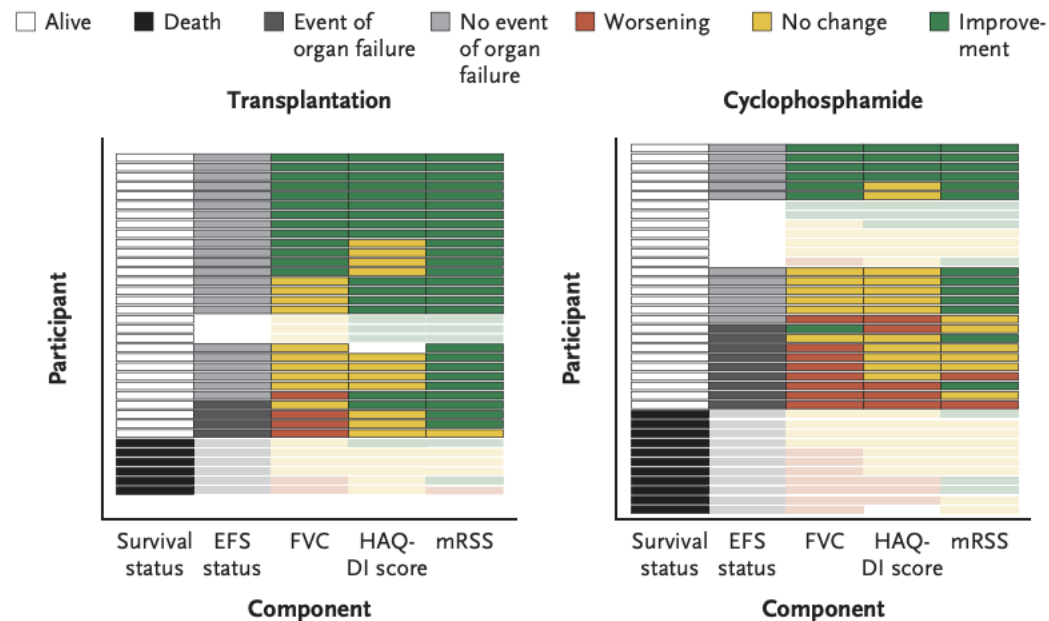 Alive
Death
Event of
organ failure
No event
of organ
failure
Worsening
No change
Improve-
ment
Transplantation
Participant
Survival
status
EFS
status
FVC
HAQ-
DI score
mRSS
Component
Cyclophosphamide
Participant
Survival
status
EFS
status
FVC
HAQ-
DI score
mRSS
Component